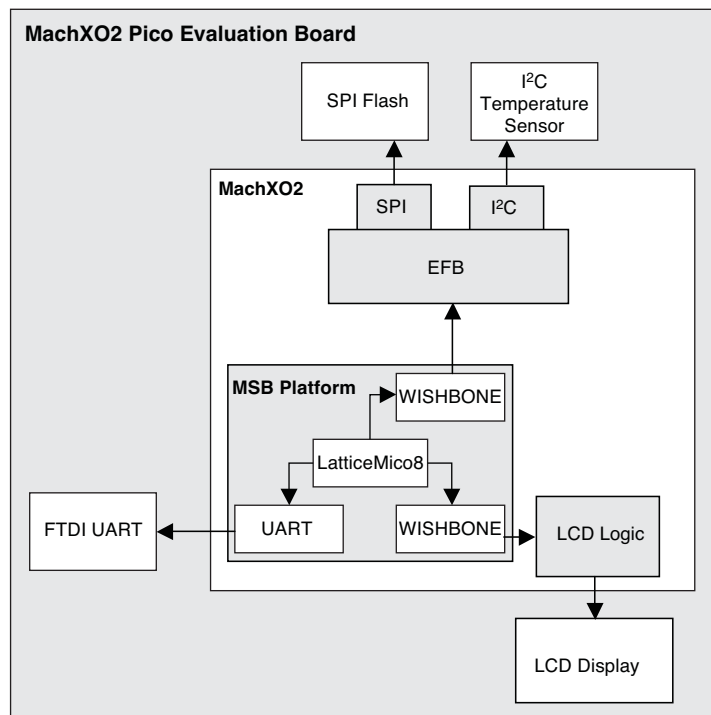 MachXO2 Pico Evaluation Board
SPI Flash
I²C
Temperature
Sensor
MachXO2
SPI
I²C
EFB
MSB Platform
WISHBONE
LatticeMico8
FTDI UART
UART
WISHBONE
LCD Logic
LCD Display